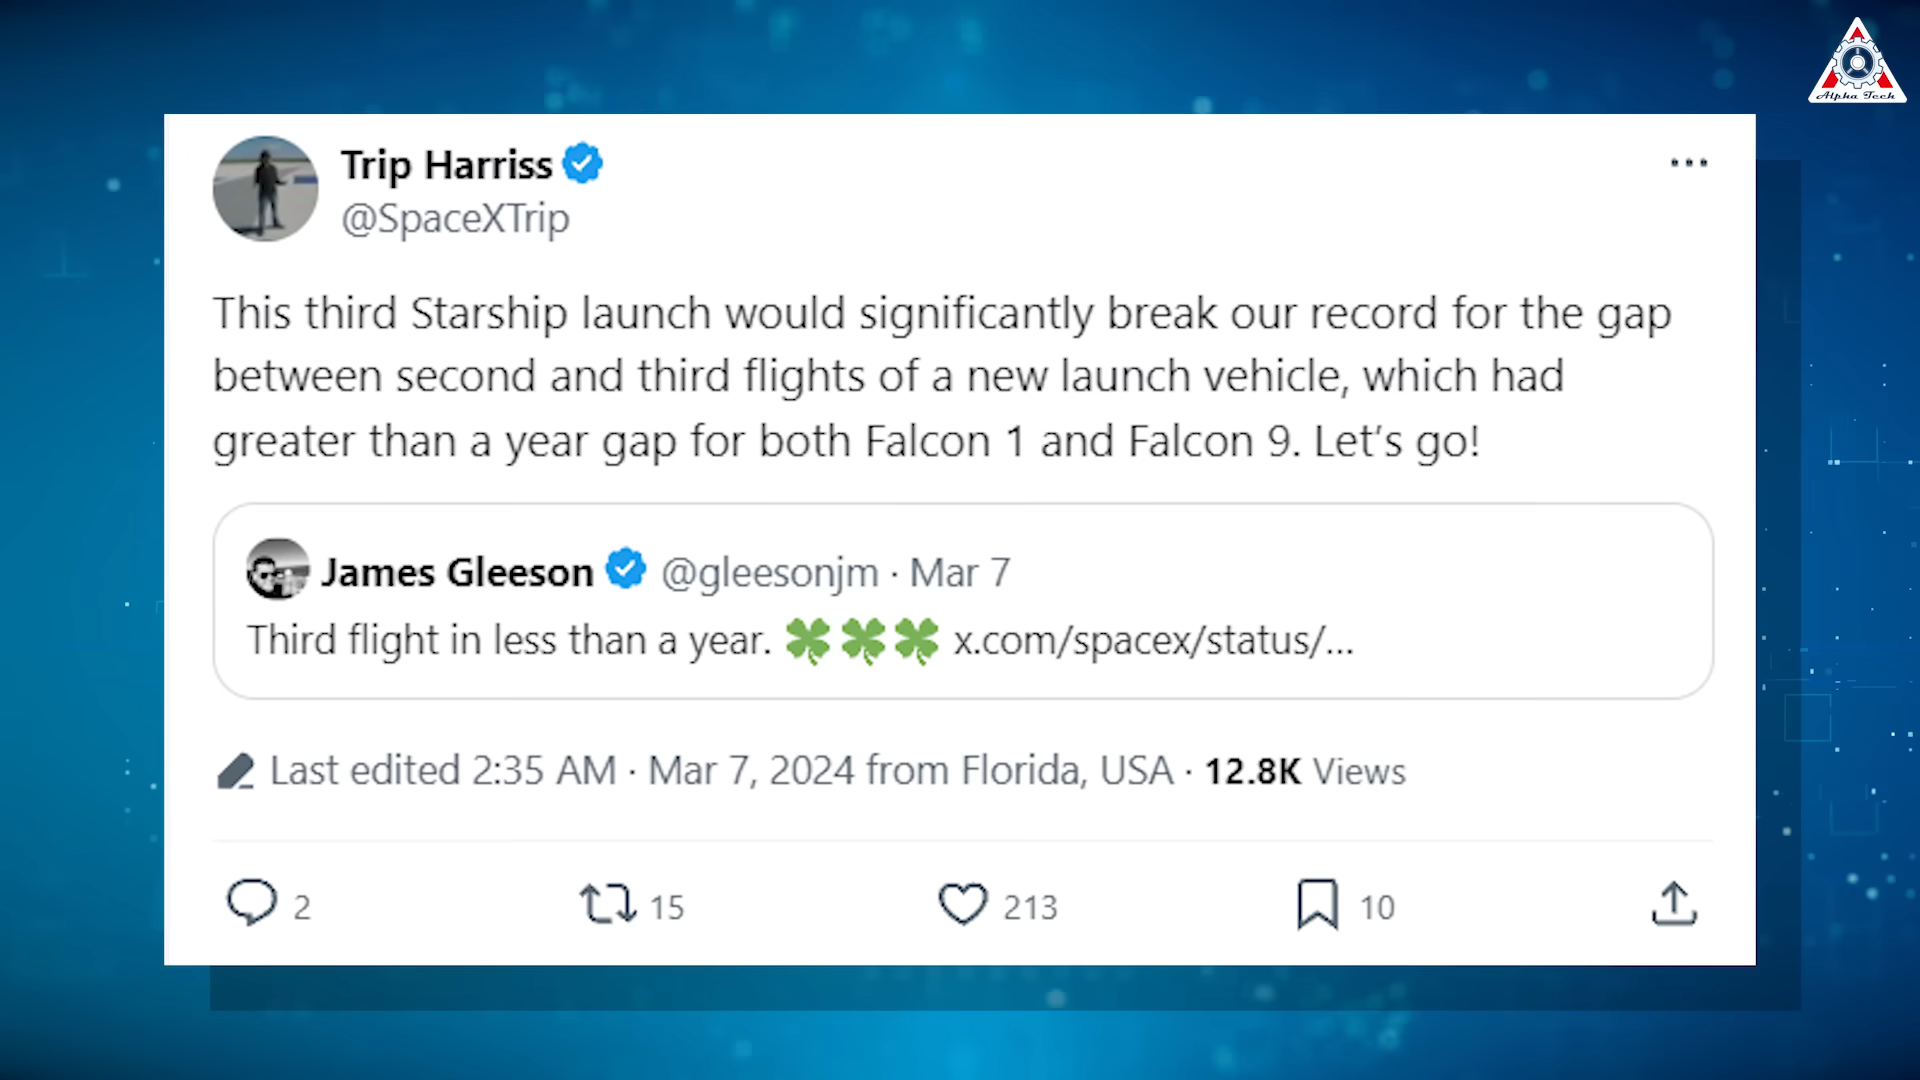 Alpha Tech
Trip Harriss
@SpaceXTrip
This third Starship launch would significantly break our record for the gap
between second and third flights of a new launch vehicle, which had
greater than a year gap for both Falcon 1 and Falcon 9. Let's go!
James Gleeson @gleesonjm · Mar 7
Third flight in less than a year. 🍀🍀🍀 x.com/spacex/status/...
Last edited 2:35 AM · Mar 7, 2024 from Florida, USA · 12.8K Views
2 15 213 10